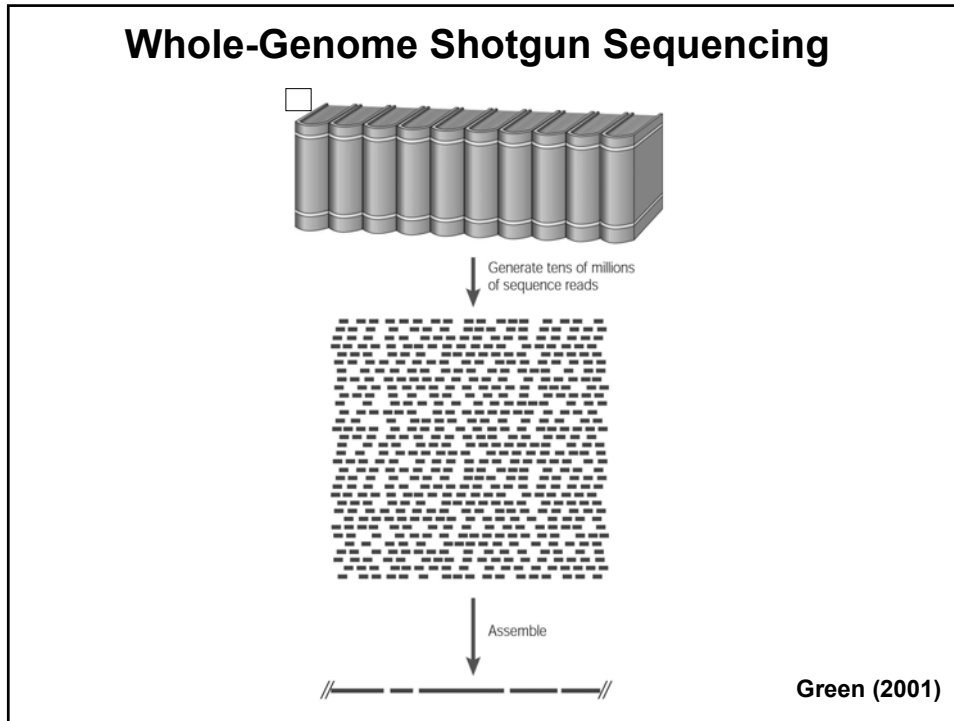 Whole-Genome Shotgun Sequencing
Generate tens of millions
of sequence reads
Assemble
Green (2001)